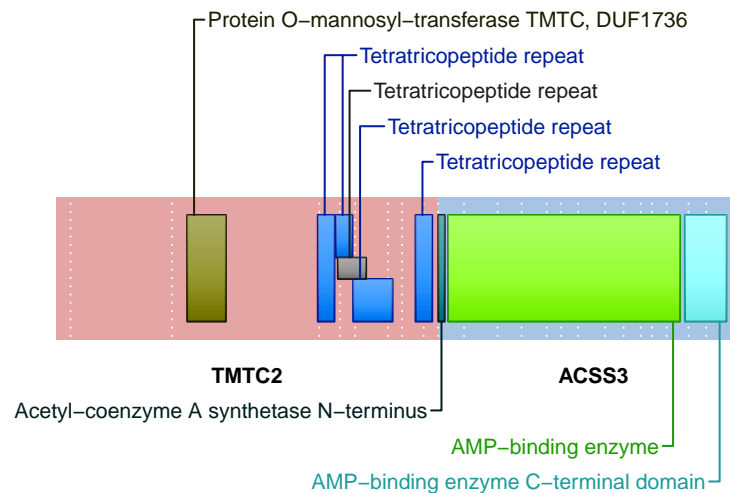 Protein O−mannosyl−transferase TMTC, DUF1736
Tetratricopeptide repeat
Tetratricopeptide repeat
Tetratricopeptide repeat
Tetratricopeptide repeat
TMTC2
ACSS3
Acetyl−coenzyme A synthetase N−terminus
AMP−binding enzyme
AMP−binding enzyme C−terminal domain